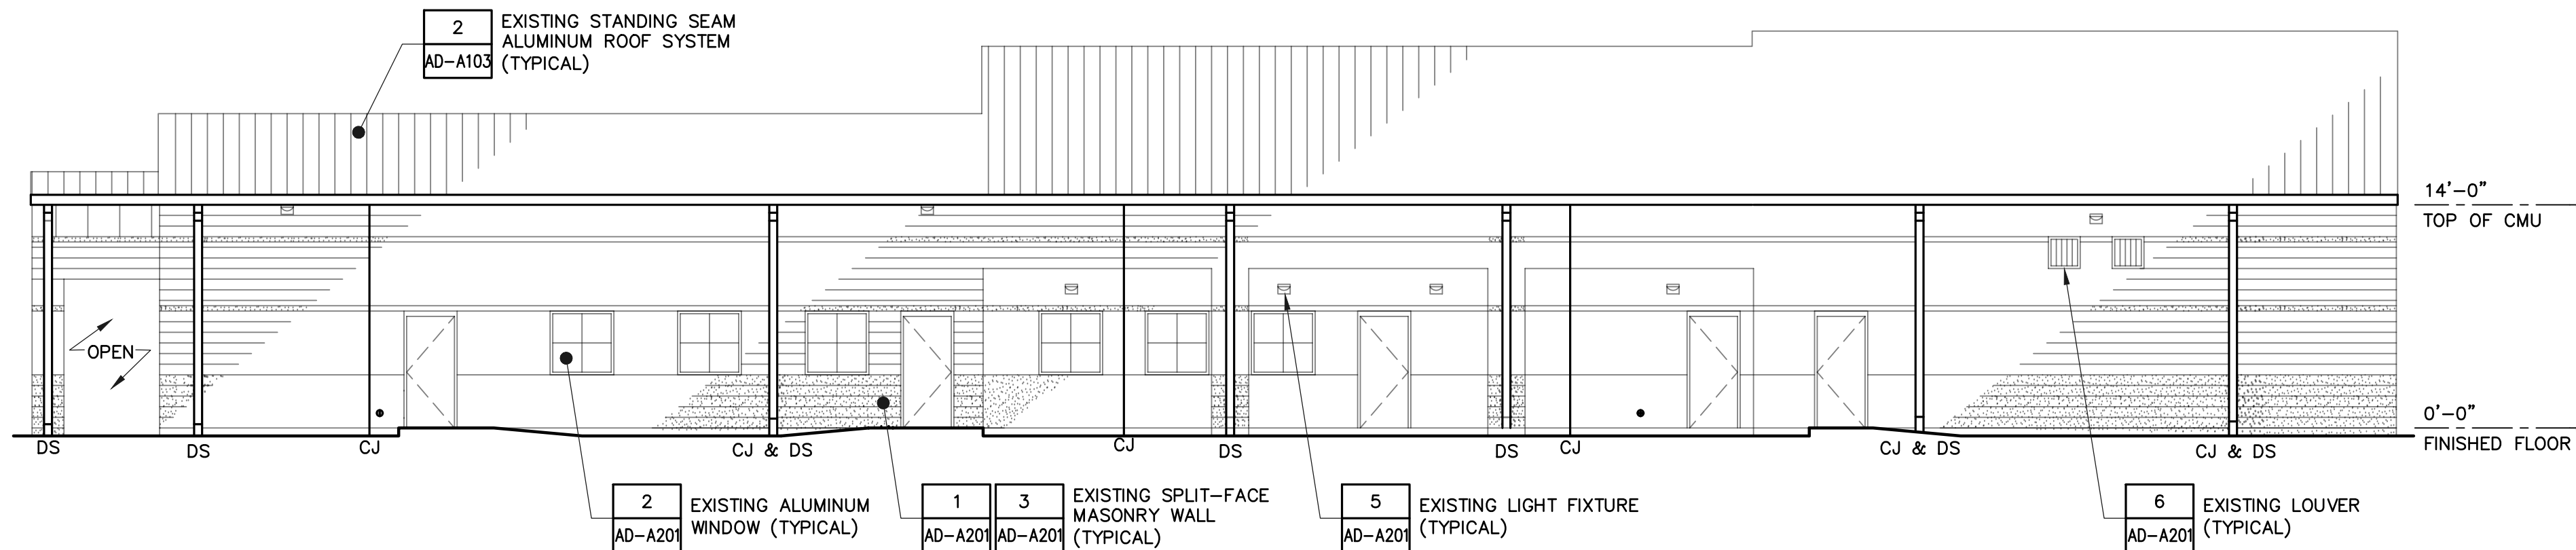 2
AD-A103
EXISTING STANDING SEAM
ALUMINUM ROOF SYSTEM
(TYPICAL)
14'-0"
TOP OF CMU
OPEN
0'-0"
FINISHED FLOOR
DS
DS
CJ
CJ & DS
CJ
DS
DS
CJ
CJ & DS
CJ & DS
2
AD-A201
EXISTING ALUMINUM
WINDOW (TYPICAL)
1
AD-A201
3
AD-A201
EXISTING SPLIT-FACE
MASONRY WALL
(TYPICAL)
5
AD-A201
EXISTING LIGHT FIXTURE
(TYPICAL)
6
AD-A201
EXISTING LOUVER
(TYPICAL)